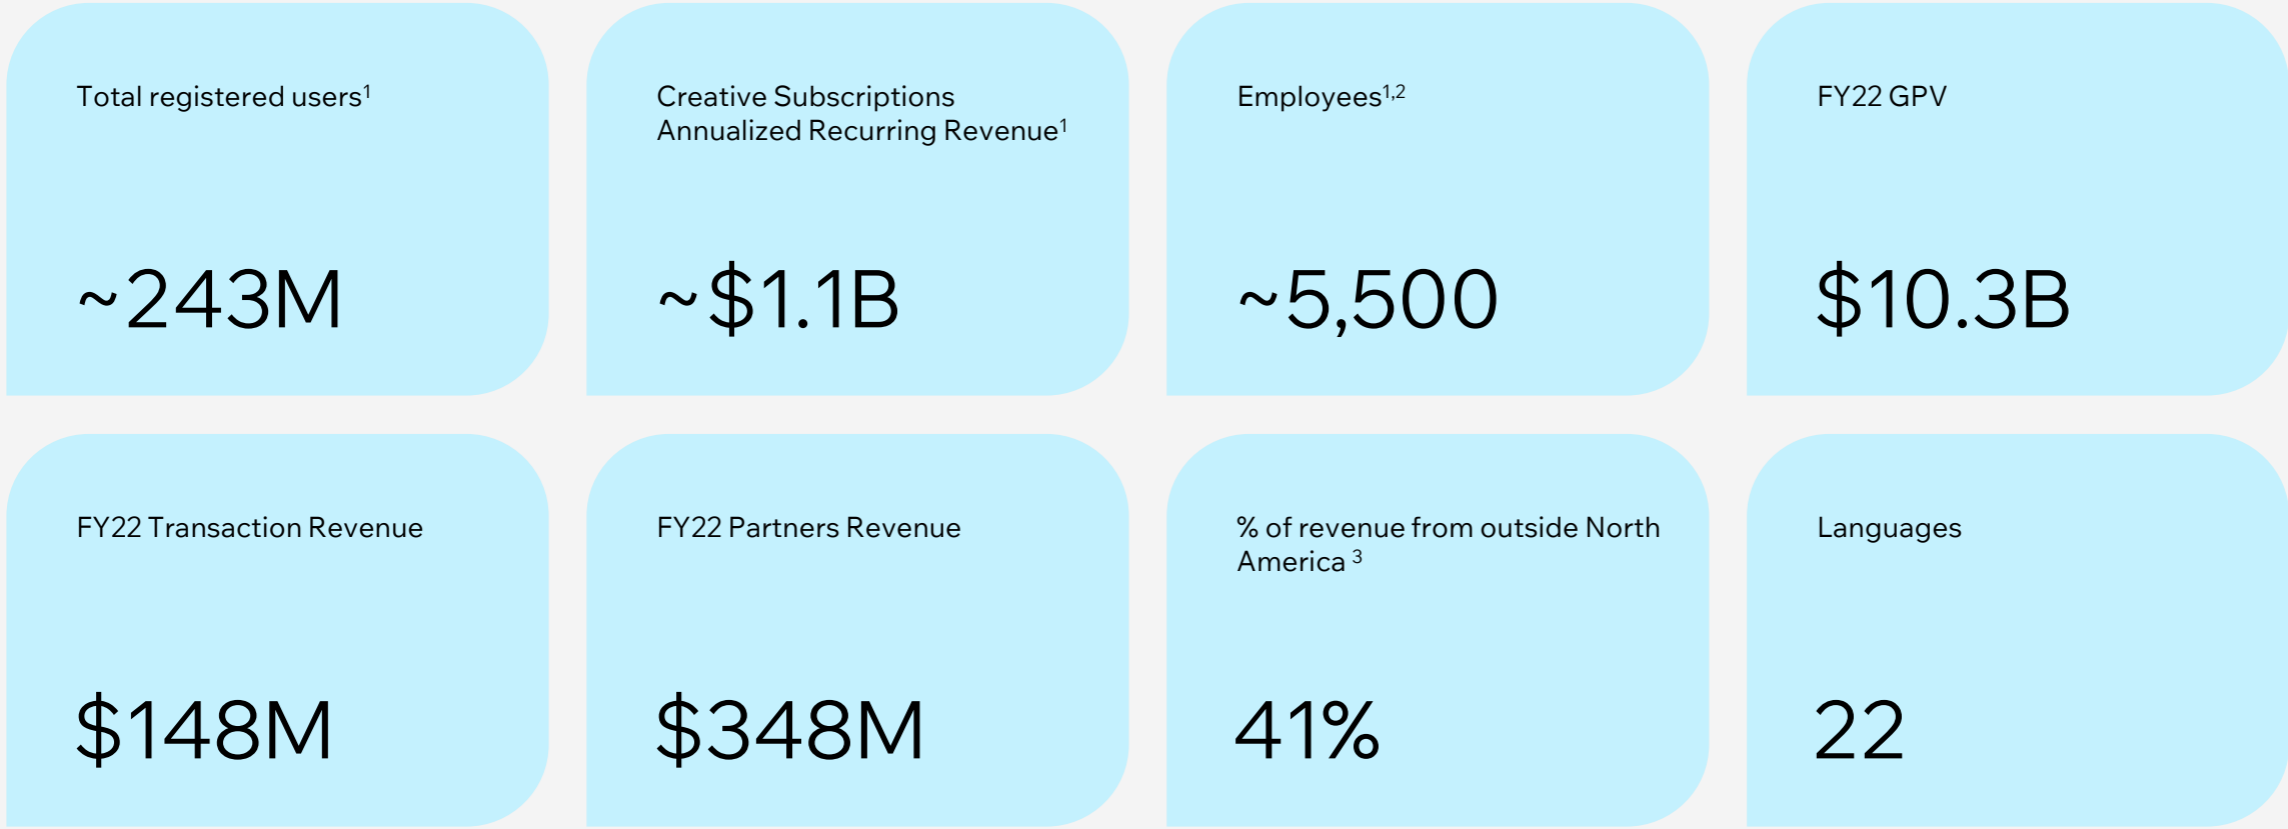 Total registered users¹
~243M
Creative Subscriptions
Annualized Recurring Revenue¹
~$1.1B
Employees¹,²
~5,500
FY22 GPV
$10.3B
FY22 Transaction Revenue
$148M
FY22 Partners Revenue
$348M
% of revenue from outside North
America ³
41%
Languages
22